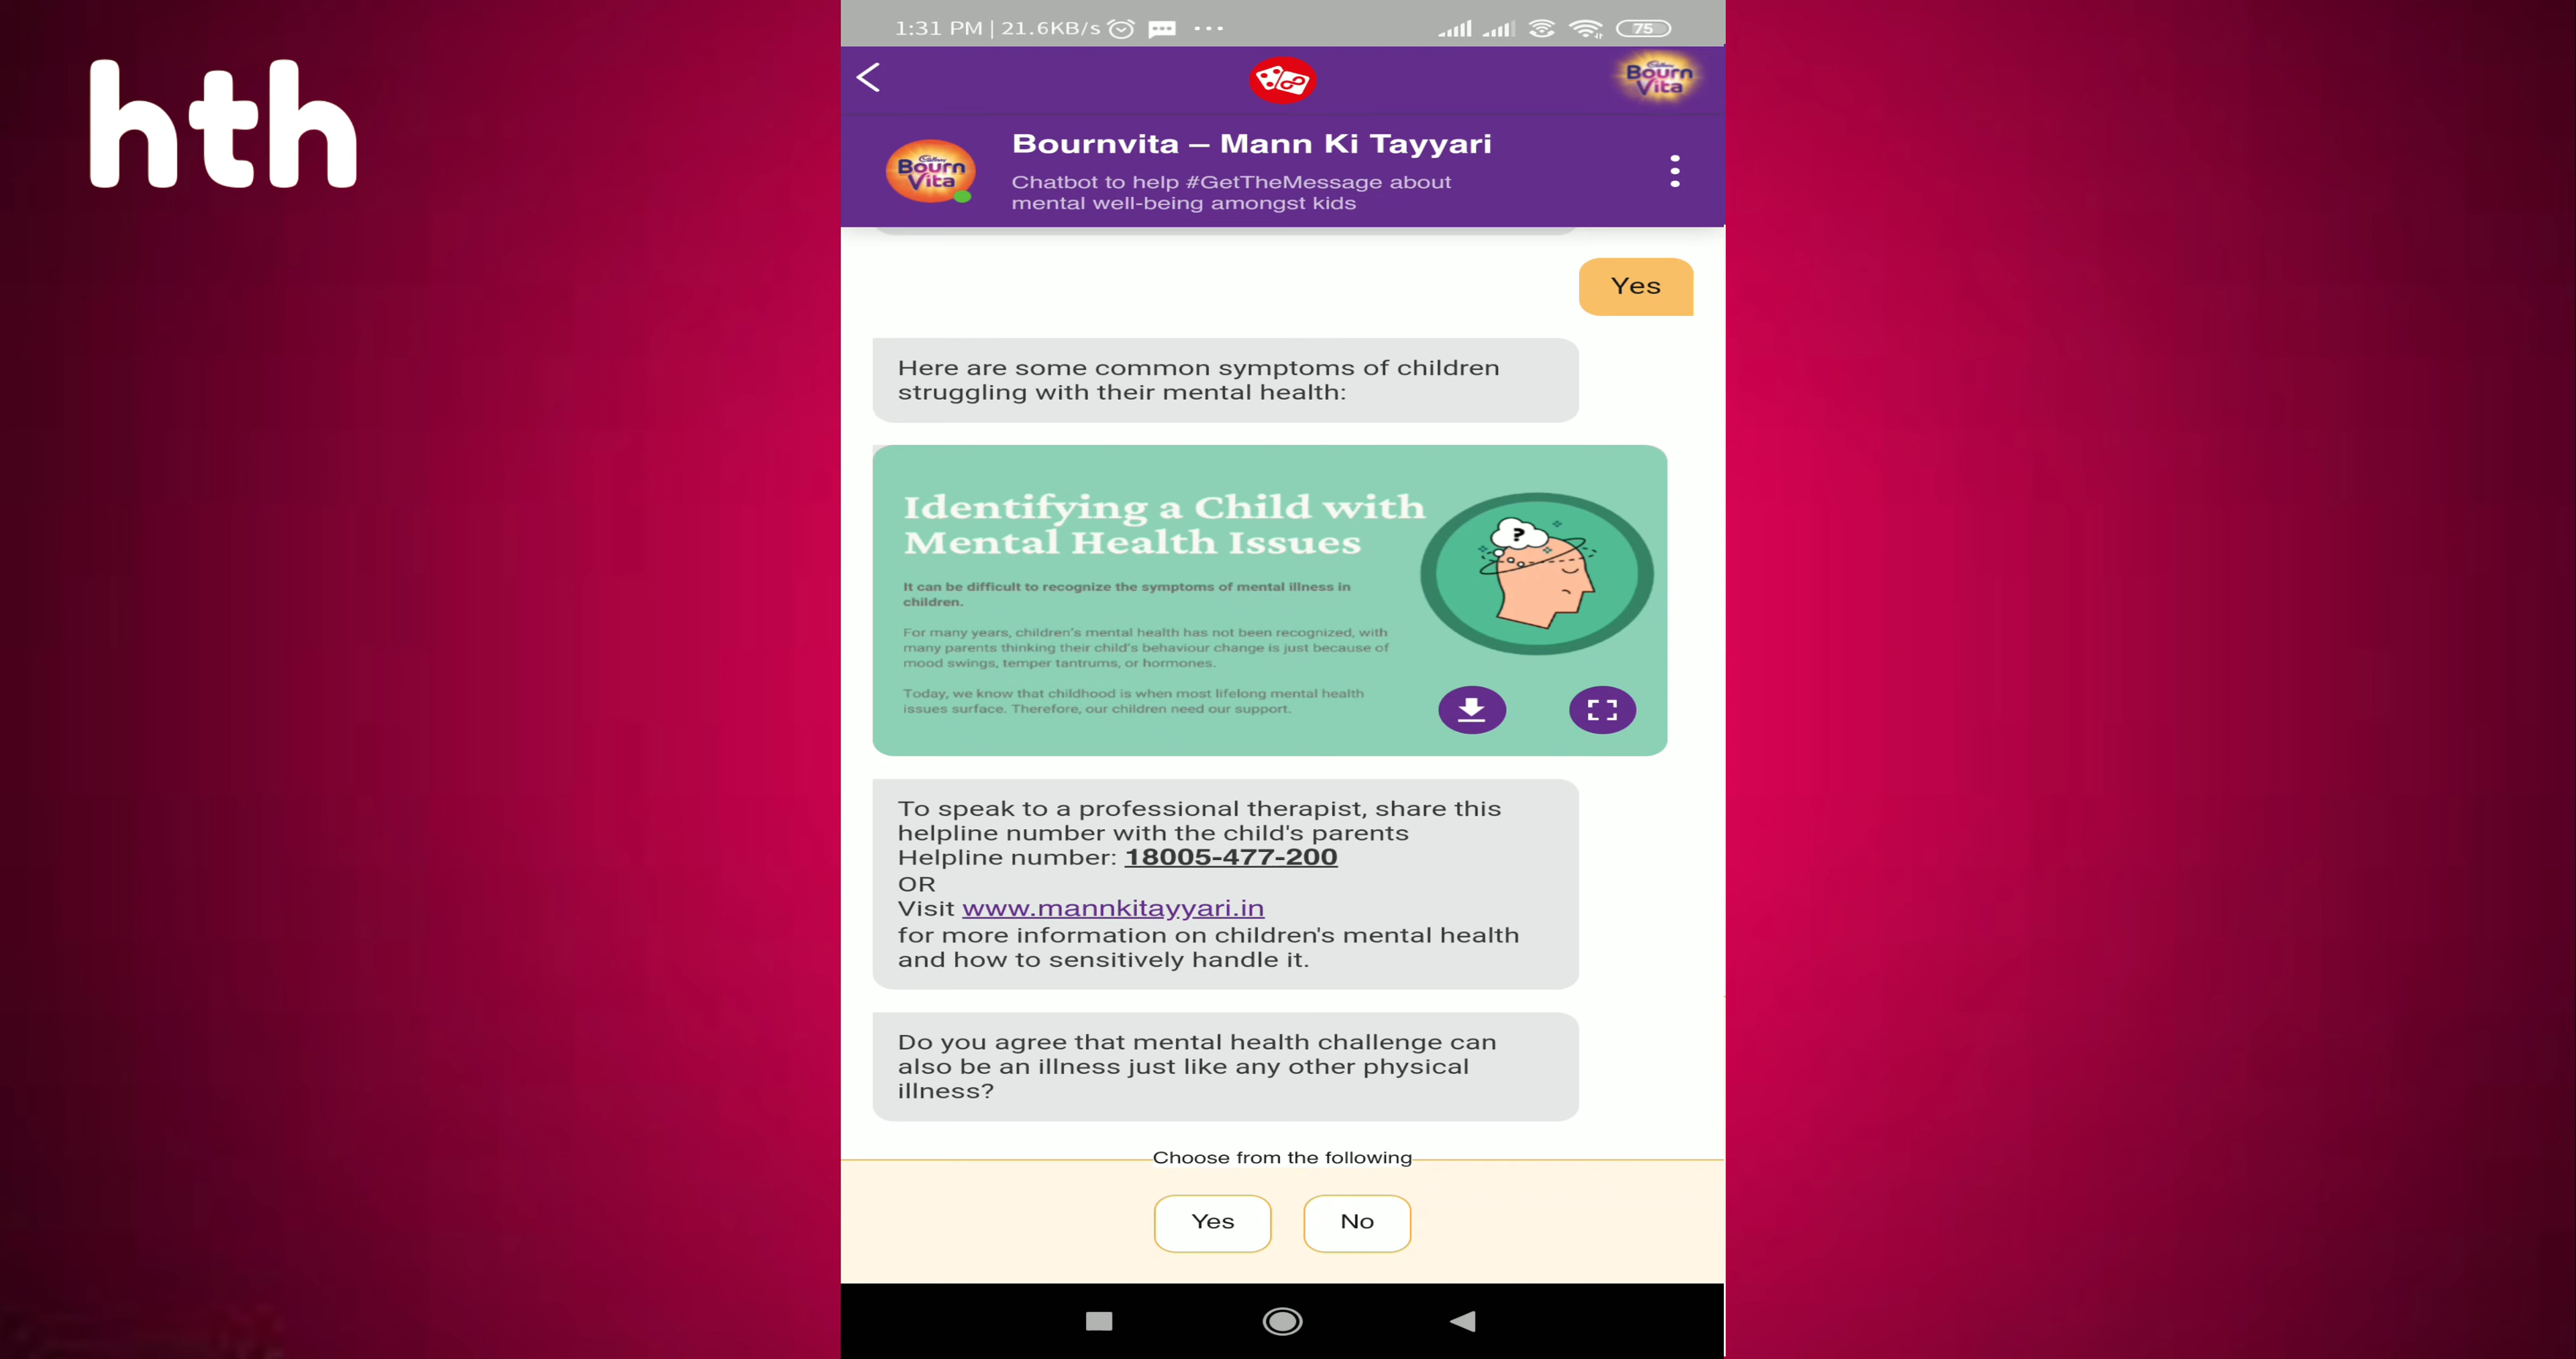 hth
1:31 PM | 21.6KB/s
75
Cadbury
Bourn
Vita
Cadbury
Bourn
Vita
Bournvita – Mann Ki Tayyari
Chatbot to help #GetTheMessage about
mental well-being amongst kids
Yes
Here are some common symptoms of children
struggling with their mental health:
Identifying a Child with
Mental Health Issues
?
It can be difficult to recognize the symptoms of mental illness in
children.
For many years, children's mental health has not been recognized, with
many parents thinking their child's behaviour change is just because of
mood swings, temper tantrums, or hormones.
Today, we know that childhood is when most lifelong mental health
issues surface. Therefore, our children need our support.
To speak to a professional therapist, share this
helpline number with the child's parents
Helpline number: 18005-477-200
OR
Visit www.mannkitayyari.in
for more information on children's mental health
and how to sensitively handle it.
Do you agree that mental health challenge can
also be an illness just like any other physical
illness?
Choose from the following
Yes No